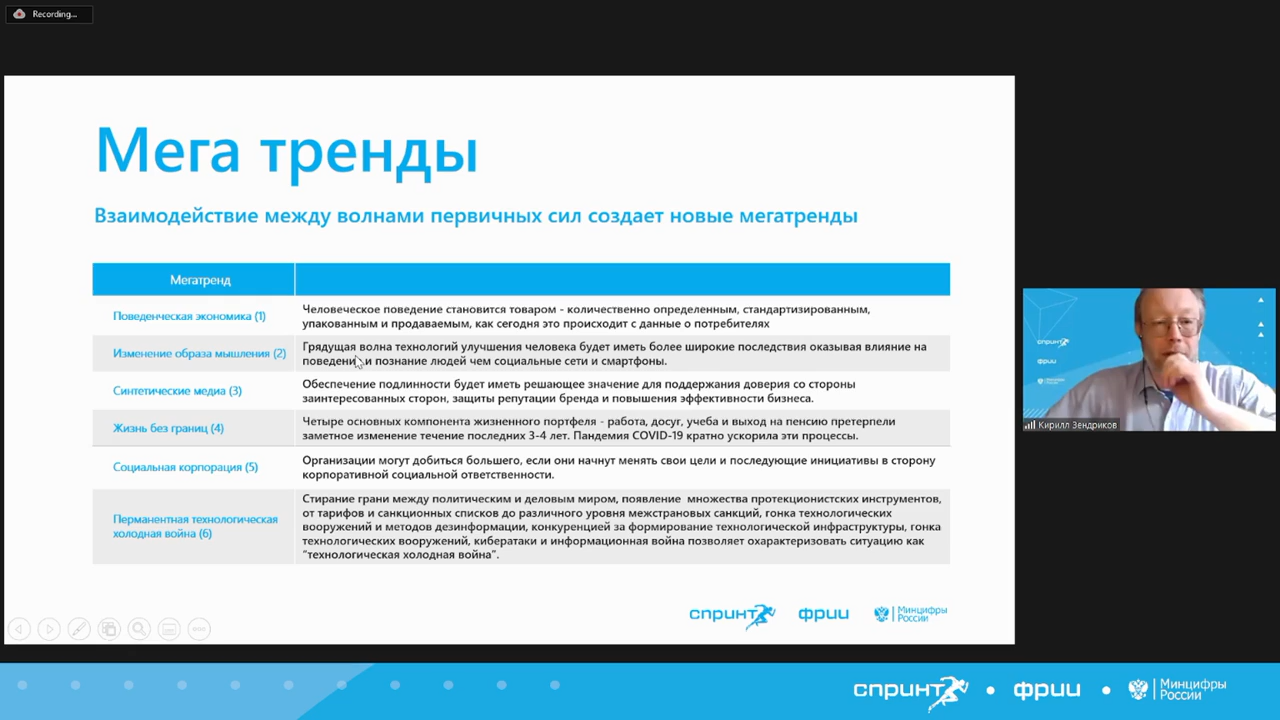 Recording...
Мега тренды
Взаимодействие между волнами первичных сил создает новые мегатренды
Мегатренд
Поведенческая экономика (1)
Человеческое поведение становится товаром - количественно определенным, стандартизированным,
упакованным и продаваемым, как сегодня это происходит с данно о потребителях
Изменение образа мышления (2)
Грядущая волна технологий улучшения человека будет иметь более широкие последствия оказывая влияние на
поведение и познание людей чем социальные сети и смартфоны.
Синтетические медиа (3)
Обеспечение подлинности будет иметь решающее значение для поддержания доверия со стороны
заинтересованных сторон, защиты репутации бренда и повышения эффективности бизнеса.
Жизнь без границ (4)
Четыре основных компонента жизненного портфеля - работа, досуг, учеба и выход на пенсию претерпели
заметное изменение течение последних 3-4 лет. Пандемия COVID-19 кратно ускорила эти процессы.
Социальная корпорация (5)
Организации могут добиться большего, если они начнут менять свои цели и последующие инициативы в сторону
корпоративной социальной ответственности.
Перманентная технологическая
холодная война (6)
Стирание грани между политическим и деловым миром, появление множества протекционистских инструментов,
от тарифов и санкционных списков до различного уровня межстрановых санкций, гонка технологических
вооружений и методов дезинформации, конкуренцией за формирование технологической инфраструктуры, гонка
технологических вооружений, кибератаки и информационная война позволяет охарактеризовать ситуацию как
"технологическая холодная война".
спринт фрии Минцифры
России
спринт
фрии
Кирилл Зендриков
спринт • фрии • Минцифры
России